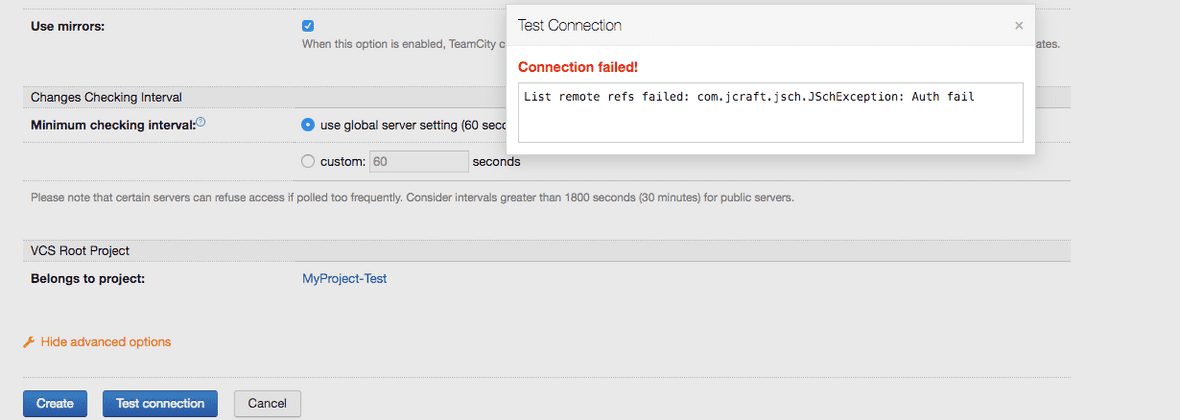 Use mirrors:
When this option is enabled, TeamCity c
ates.
Test Connection
×
Connection failed!
List remote refs failed: com.jcraft.jsch.JSchException: Auth fail
Changes Checking Interval
Minimum checking interval:
?
use global server setting (60 seco
custom: 60 seconds
Please note that certain servers can refuse access if polled too frequently. Consider intervals greater than 1800 seconds (30 minutes) for public servers.
VCS Root Project
Belongs to project: MyProject-Test
Hide advanced options
Create Test connection Cancel